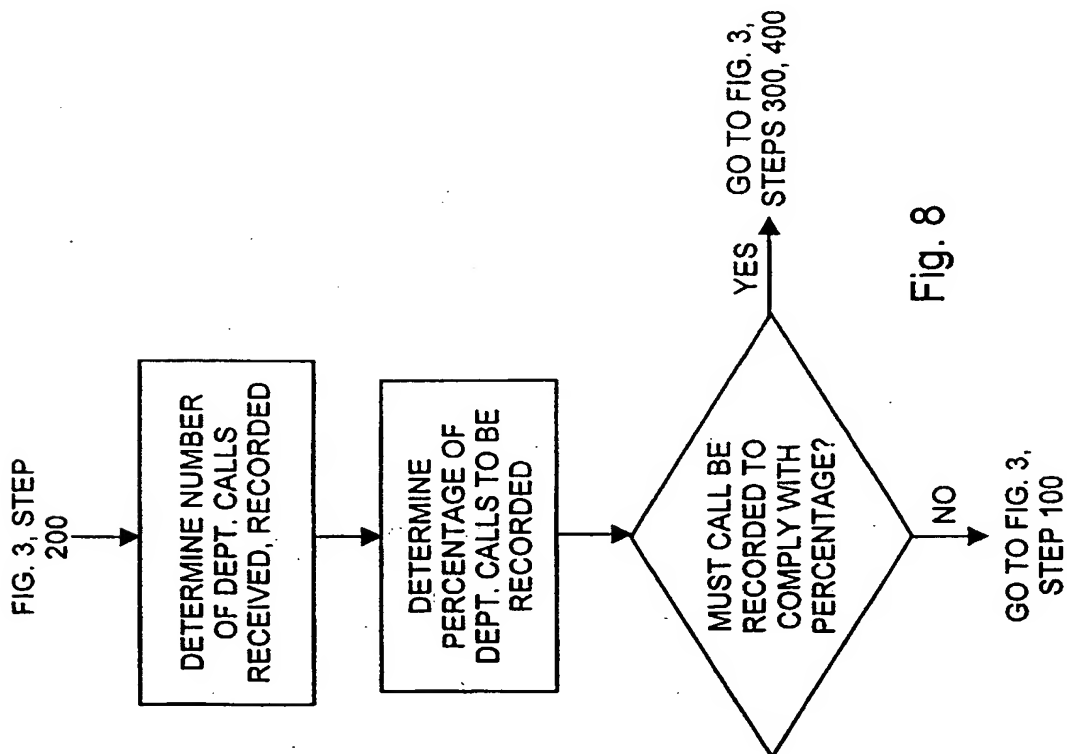 FIG. 3, STEP
200
DETERMINE NUMBER
OF DEPT. CALLS
RECEIVED, RECORDED
DETERMINE
PERCENTAGE OF
DEPT. CALLS TO BE
RECORDED
MUST CALL BE
RECORDED TO
COMPLY WITH
PERCENTAGE?
YES
GO TO FIG. 3,
STEPS 300, 400
NO
GO TO FIG. 3,
STEP 100
Fig. 8